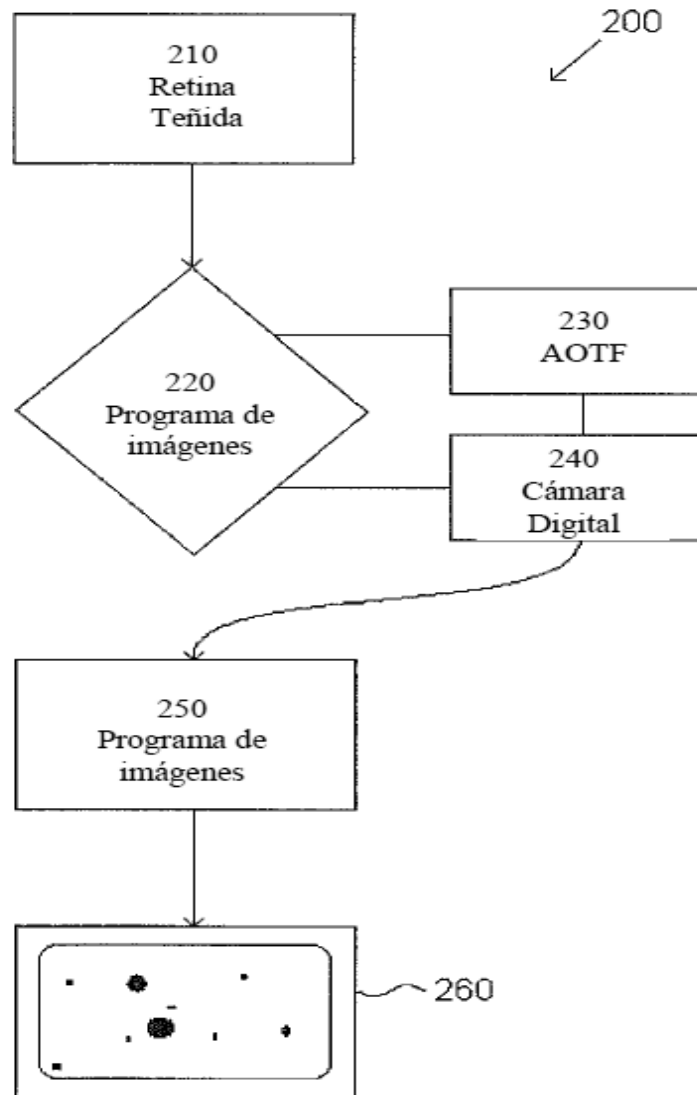 200
210
Retina
Teñida
230
AOTF
220
Programa de
imágenes
240
Cámara
Digital
250
Programa de
imágenes
260